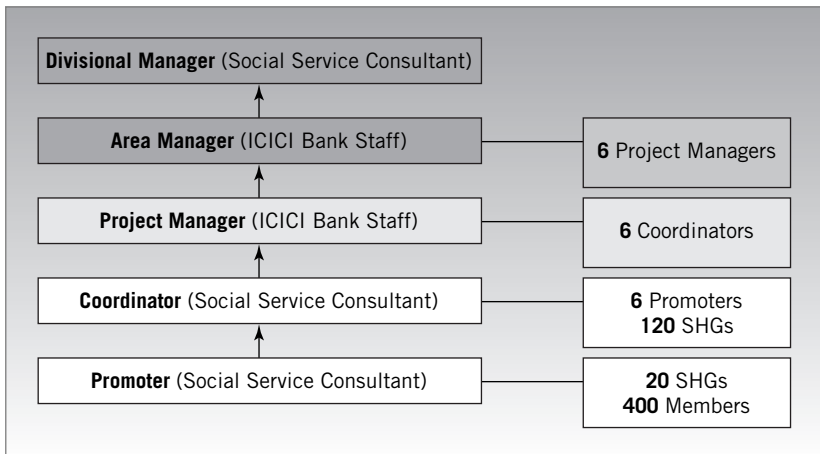 Divisional Manager (Social Service Consultant)
Area Manager (ICICI Bank Staff)
6 Project Managers
Project Manager (ICICI Bank Staff)
6 Coordinators
Coordinator (Social Service Consultant)
6 Promoters
120 SHGs
Promoter (Social Service Consultant)
20 SHGs
400 Members